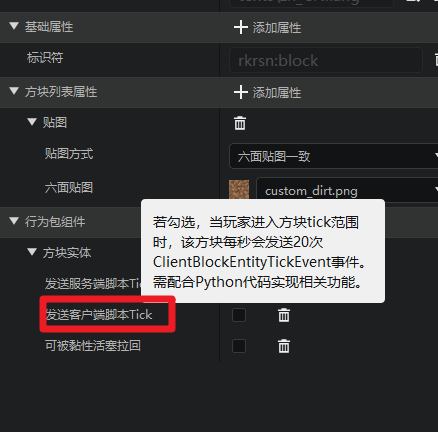 基础属性 添加属性
标识符 rkrsn:block
方块列表属性 添加属性
贴图
贴图方式 六面贴图一致
六面贴图 custom_dirt.png
行为包组件
方块实体
若勾选，当玩家进入方块tick范围
时，该方块每秒会发送20次
ClientBlockEntityTickEvent事件。
需配合Python代码实现相关功能。
发送服务端脚本Tic
发送客户端脚本Tick
可被黏性活塞拉回